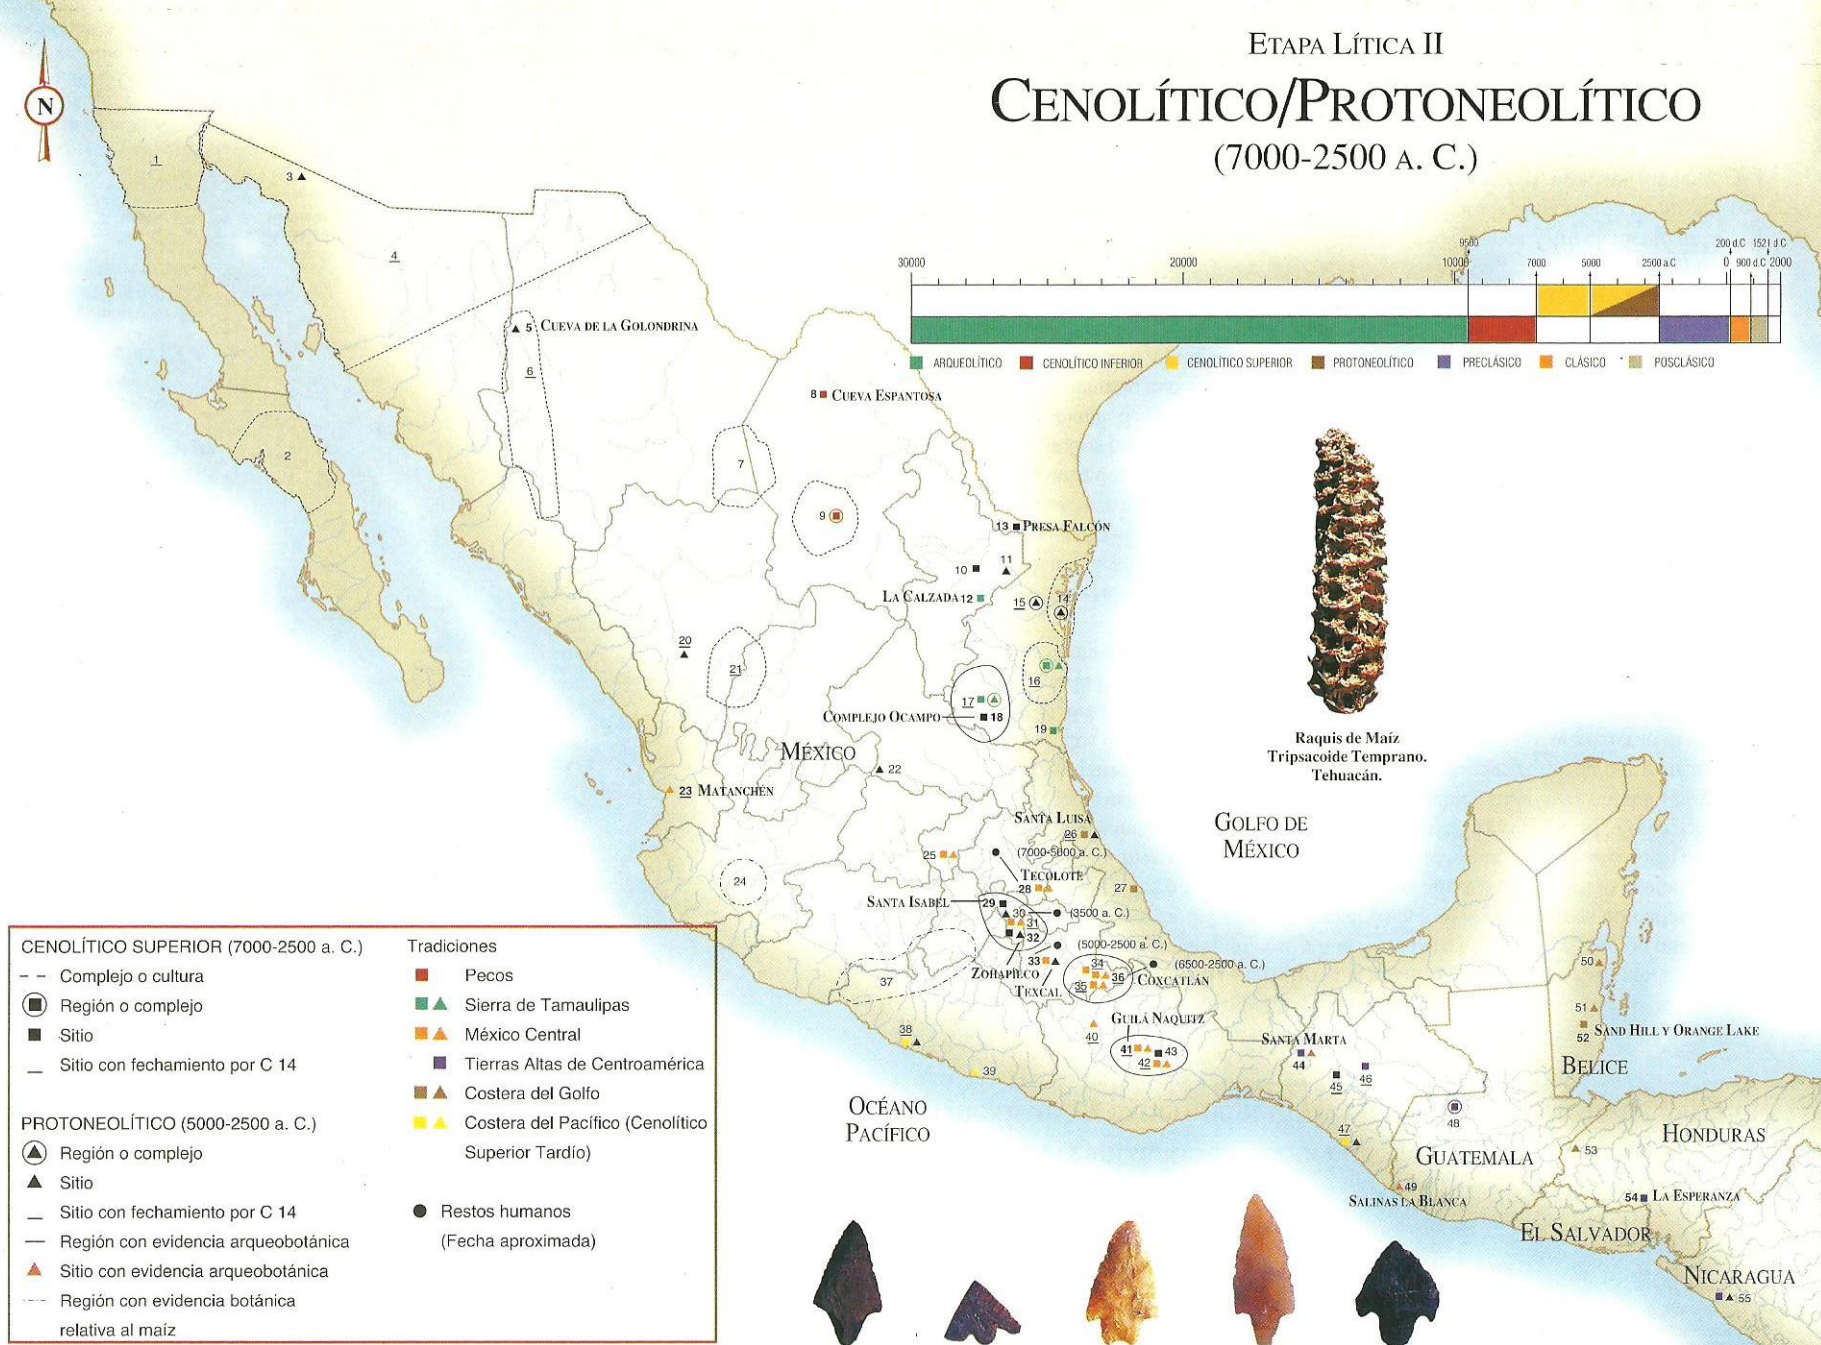 ETAPA LÍTICA II
CENOLÍTICO/PROTONEOLÍTICO
(7000-2500 A. C.)
N
9500
200 d.C 1521 d.C
30000 20000 10000 7000 5000 2500 a.C 0 900 d.C 2000
ARQUEOLÍTICO CENOLÍTICO INFERIOR CENOLÍTICO SUPERIOR PROTONEOLÍTICO PRECLÁSICO CLÁSICO POSCLÁSICO
1
3
4
5 CUEVA DE LA GOLONDRINA
6
2
8 CUEVA ESPANTOSA
7
9
13 PRESA FALCÓN
10
11
LA CALZADA 12
15
14
20
21
16
17
COMPLEJO OCAMPO 18
19
MÉXICO
22
23 MATANCHÉN
Raquis de Maíz
Tripsacoide Temprano.
Tehuacán.
GOLFO DE
MÉXICO
SANTA LUISA
26
25
(7000-5000 a. C.)
TECOLOTE
24
28
27
SANTA ISABEL 29
30 (3500 a. C.)
31
32
(5000-2500 a. C.)
ZOHAPILCO
33
TEXCAL
34
(6500-2500 a. C.)
35
36 COXCATLÁN
37
38
39
40
GUILÁ NAQUITZ
41
43
42
SANTA MARTA
44
45
46
47
48
49
SALINAS LA BLANCA
50
51
52
SAND HILL Y ORANGE LAKE
BELICE
OCÉANO
PACÍFICO
GUATEMALA
HONDURAS
53
54 LA ESPERANZA
EL SALVADOR
NICARAGUA
55
CENOLÍTICO SUPERIOR (7000-2500 a. C.)
Complejo o cultura
Región o complejo
Sitio
Sitio con fechamiento por C 14
PROTONEOLÍTICO (5000-2500 a. C.)
Región o complejo
Sitio
Sitio con fechamiento por C 14
Región con evidencia arqueobotánica
Sitio con evidencia arqueobotánica
Región con evidencia botánica
relativa al maíz
Tradiciones
Pecos
Sierra de Tamaulipas
México Central
Tierras Altas de Centroamérica
Costera del Golfo
Costera del Pacífico (Cenolítico
Superior Tardío)
Restos humanos
(Fecha aproximada)